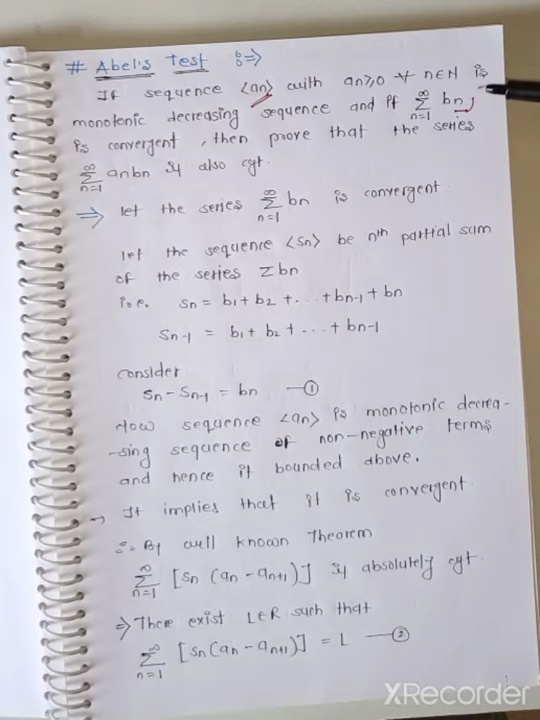 # Abel's Test :⇒
If sequence <an> with an≥0 ∀ n∈N is
monotonic decreasing sequence and if ∑_{n=1}^{∞} bn,
is convergent, then prove that the series
∑_{n=1}^{∞} anbn is also cgt.
⇒ let the series ∑_{n=1}^{∞} bn is convergent.
let the sequence <sn> be nth partial sum
of the series Σbn
i.e. sn = b1 + b2 + ... + bn-1 + bn
Sn-1 = b1 + b2 + ... + bn-1
consider
sn - sn-1 = bn —①
Now sequence <an> is monotonic decrea-
-sing sequence of non-negative terms
and hence it bounded above.
→ It implies that it is convergent.
∴ By well known Theorem
∑_{n=1}^{∞} [sn (an - an+1)] is absolutely cgt.
⇒ There exist L∈R such that
∑_{n=1}^{∞} [sn(an - an+1)] = L —②
XRecorder